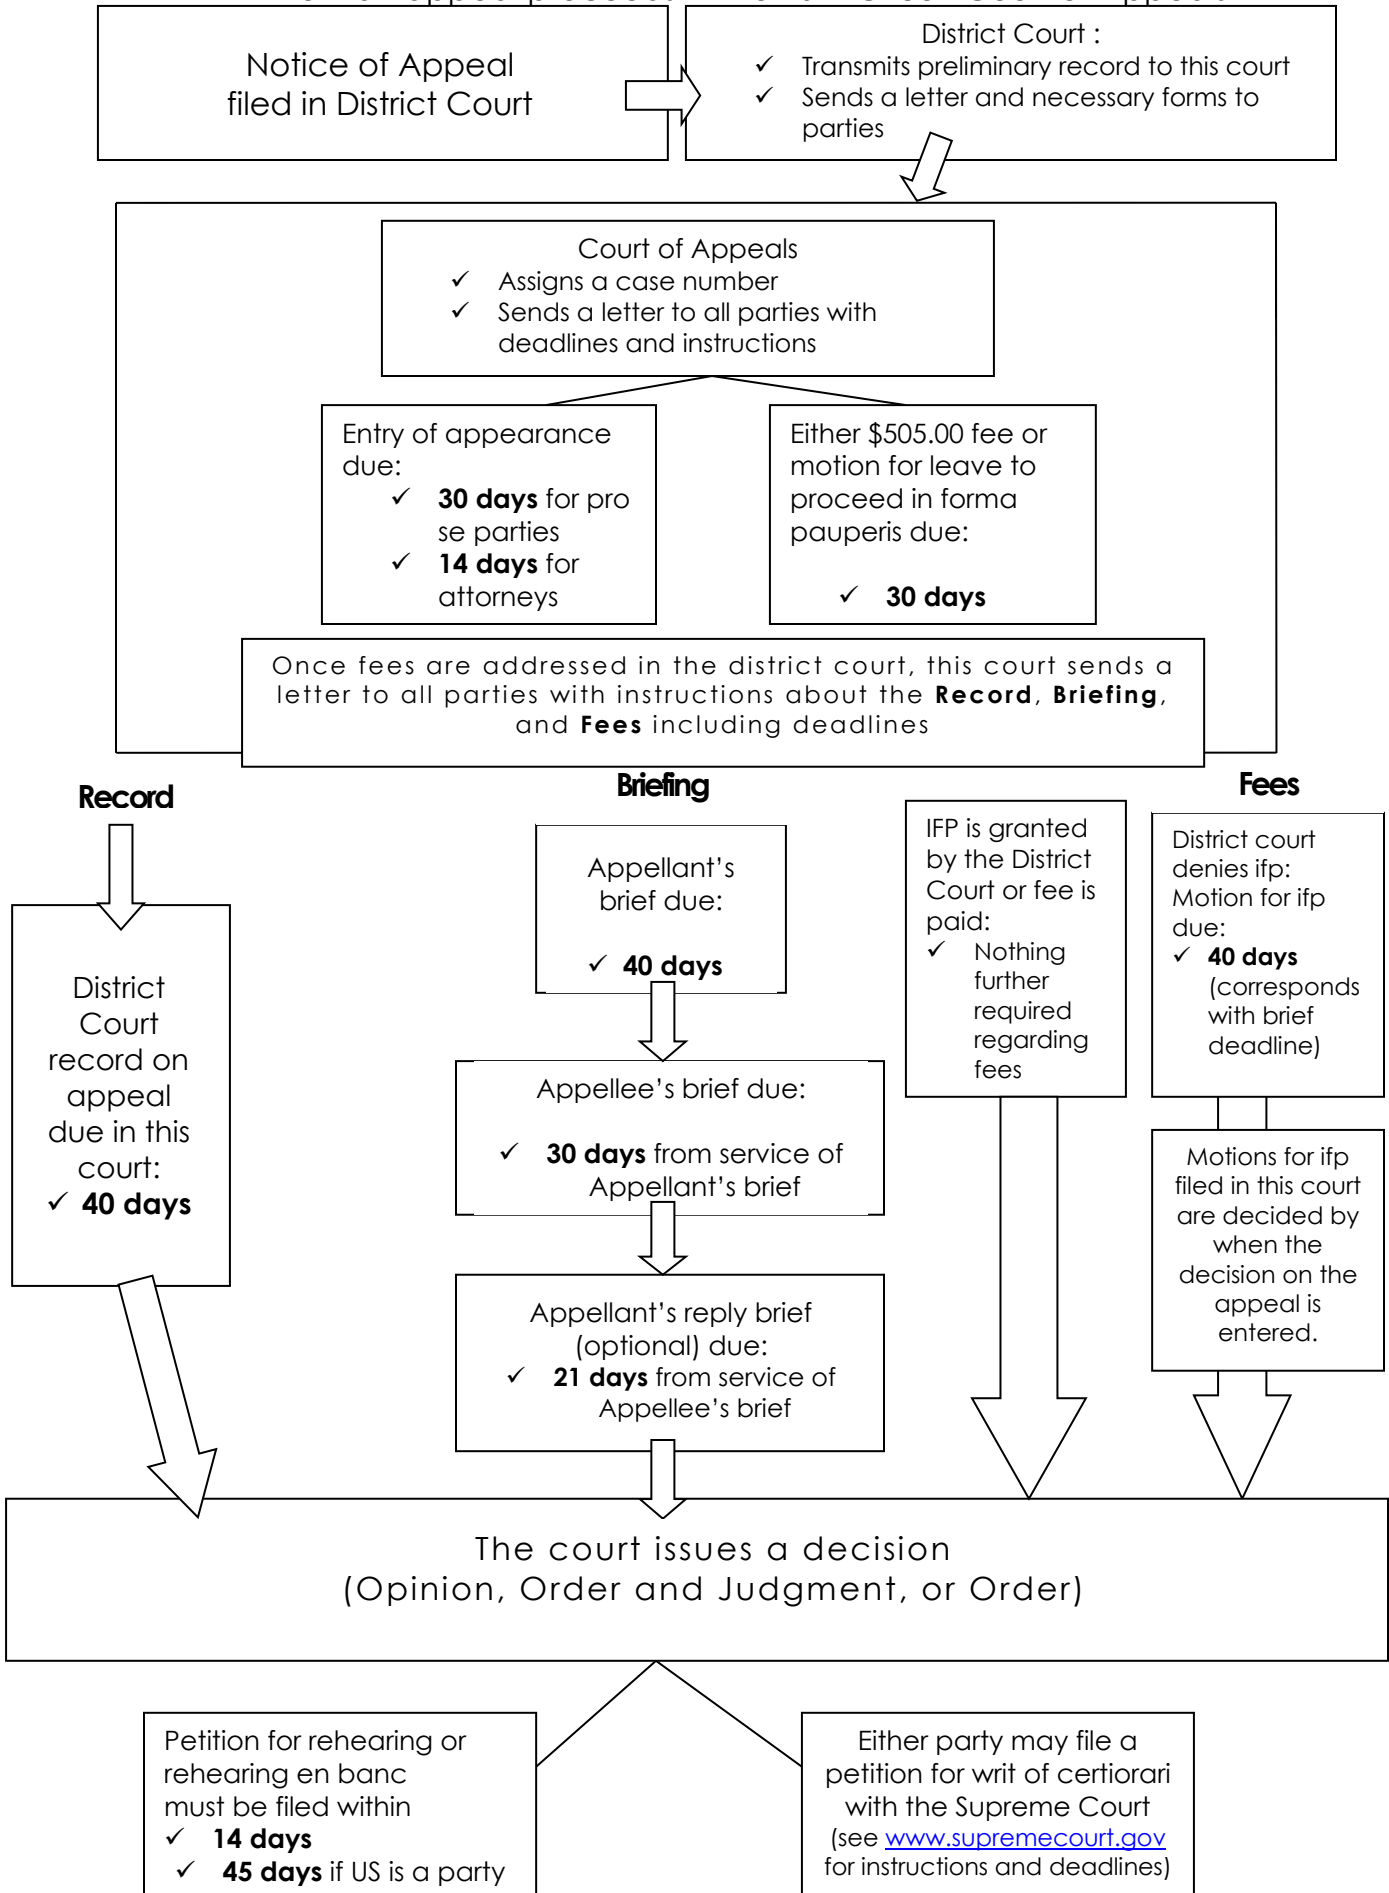 Notice of Appeal
filed in District Court
District Court :
✓ Transmits preliminary record to this court
✓ Sends a letter and necessary forms to
parties
Court of Appeals
✓ Assigns a case number
✓ Sends a letter to all parties with
deadlines and instructions
Entry of appearance
due:
✓ 30 days for pro
se parties
✓ 14 days for
attorneys
Either $505.00 fee or
motion for leave to
proceed in forma
pauperis due:
✓ 30 days
Once fees are addressed in the district court, this court sends a
letter to all parties with instructions about the Record, Briefing,
and Fees including deadlines
Record
District
Court
record on
appeal
due in this
court:
✓ 40 days
Briefing
Appellant's
brief due:
✓ 40 days
Appellee's brief due:
✓ 30 days from service of
Appellant's brief
Appellant's reply brief
(optional) due:
✓ 21 days from service of
Appellee's brief
Fees
IFP is granted
by the District
Court or fee is
paid:
✓ Nothing
further
required
regarding
fees
District court
denies ifp:
Motion for ifp
due:
✓ 40 days
(corresponds
with brief
deadline)
Motions for ifp
filed in this court
are decided by
when the
decision on the
appeal is
entered.
The court issues a decision
(Opinion, Order and Judgment, or Order)
Petition for rehearing or
rehearing en banc
must be filed within
✓ 14 days
✓ 45 days if US is a party
Either party may file a
petition for writ of certiorari
with the Supreme Court
(see www.supremecourt.gov
for instructions and deadlines)